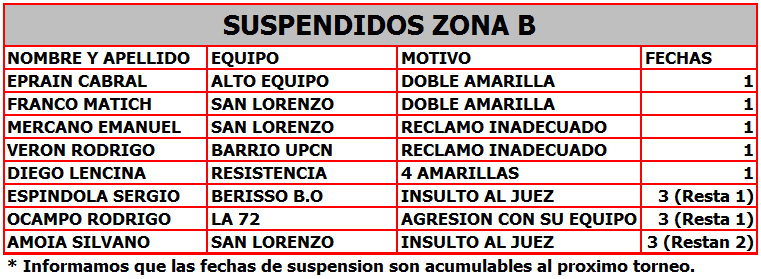 SUSPENDIDOS ZONA B
NOMBRE Y APELLIDO EQUIPO MOTIVO FECHAS
EPRAIN CABRAL ALTO EQUIPO DOBLE AMARILLA 1
FRANCO MATICH SAN LORENZO DOBLE AMARILLA 1
MERCANO EMANUEL SAN LORENZO RECLAMO INADECUADO 1
VERON RODRIGO BARRIO UPCN RECLAMO INADECUADO 1
DIEGO LENCINA RESISTENCIA 4 AMARILLAS 1
ESPINDOLA SERGIO BERISSO B.O INSULTO AL JUEZ 3 (Resta 1)
OCAMPO RODRIGO LA 72 AGRESION CON SU EQUIPO 3 (Resta 1)
AMOIA SILVANO SAN LORENZO INSULTO AL JUEZ 3 (Restan 2)
* Informamos que las fechas de suspension son acumulables al proximo torneo.